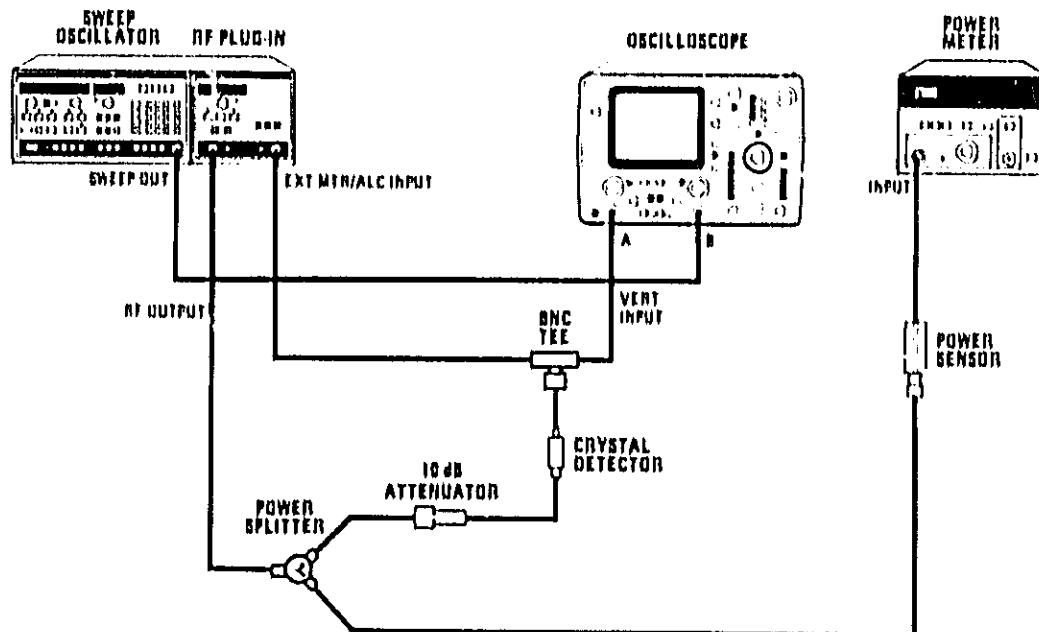 SWEEP
OSCILLATOR
RF PLUG-IN
OSCILLOSCOPE
POWER
METER
SWEEP OUT
EXT MTR/ALC INPUT
INPUT
A
B
RF OUTPUT
VERT
INPUT
BNC
TEE
POWER
SENSOR
CRYSTAL
DETECTOR
10 dB
ATTENUATOR
POWER
SPLITTER